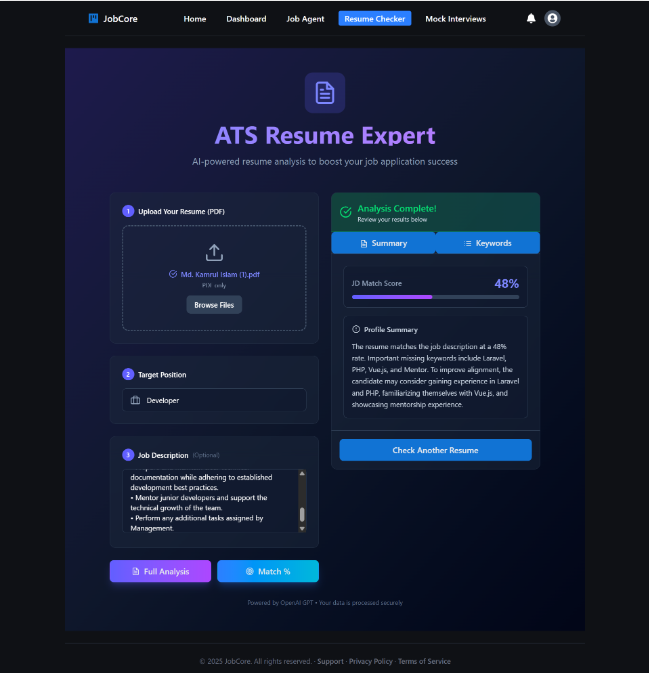 JobCore
Home
Dashboard
Job Agent
Resume Checker
Mock Interviews
ATS Resume Expert
AI-powered resume analysis to boost your job application success
1 Upload Your Resume (PDF)
Md. Kamrul Islam (1).pdf
PDF only
Browse Files
2 Target Position
Developer
3 Job Description (Optional)
documentation while adhering to established
development best practices.
• Mentor junior developers and support the
technical growth of the team.
• Perform any additional tasks assigned by
Management.
Full Analysis
Match %
Analysis Complete!
Review your results below
Summary
Keywords
JD Match Score
48%
Profile Summary
The resume matches the job description at a 48%
rate. Important missing keywords include Laravel,
PHP, Vue.js, and Mentor. To improve alignment, the
candidate may consider gaining experience in Laravel
and PHP, familiarizing themselves with Vue.js, and
showcasing mentorship experience.
Check Another Resume
Powered by OpenAI GPT • Your data is processed securely
© 2025 JobCore. All rights reserved. · Support · Privacy Policy · Terms of Service